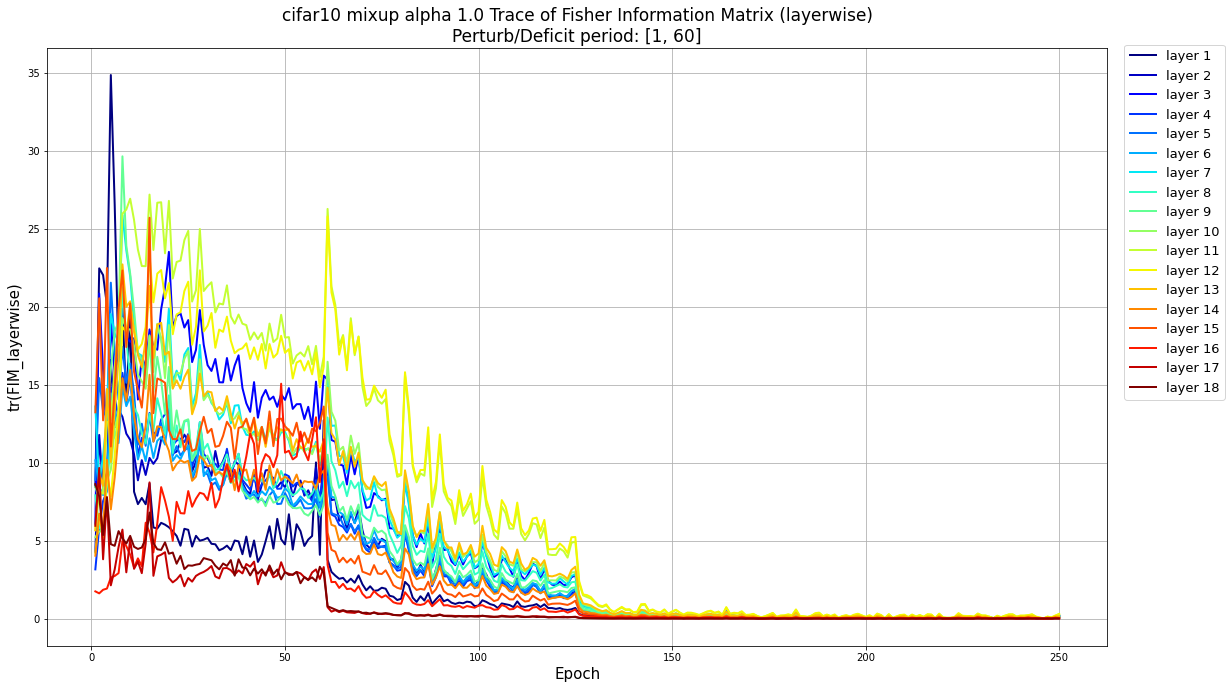 cifar10 mixup alpha 1.0 Trace of Fisher Information Matrix (layerwise)
Perturb/Deficit period: [1, 60]
tr(FIM_layerwise)
35
30
25
20
15
10
5
0
0
50
100
150
200
250
Epoch
layer 1
layer 2
layer 3
layer 4
layer 5
layer 6
layer 7
layer 8
layer 9
layer 10
layer 11
layer 12
layer 13
layer 14
layer 15
layer 16
layer 17
layer 18